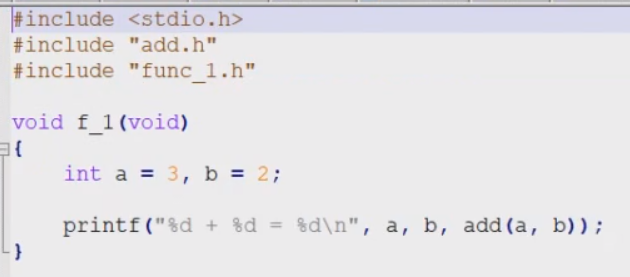 #include <stdio.h>
#include "add.h"
#include "func_1.h"
void f_1(void)
{
int a = 3, b = 2;
printf("%d + %d = %d\n", a, b, add(a, b));
}